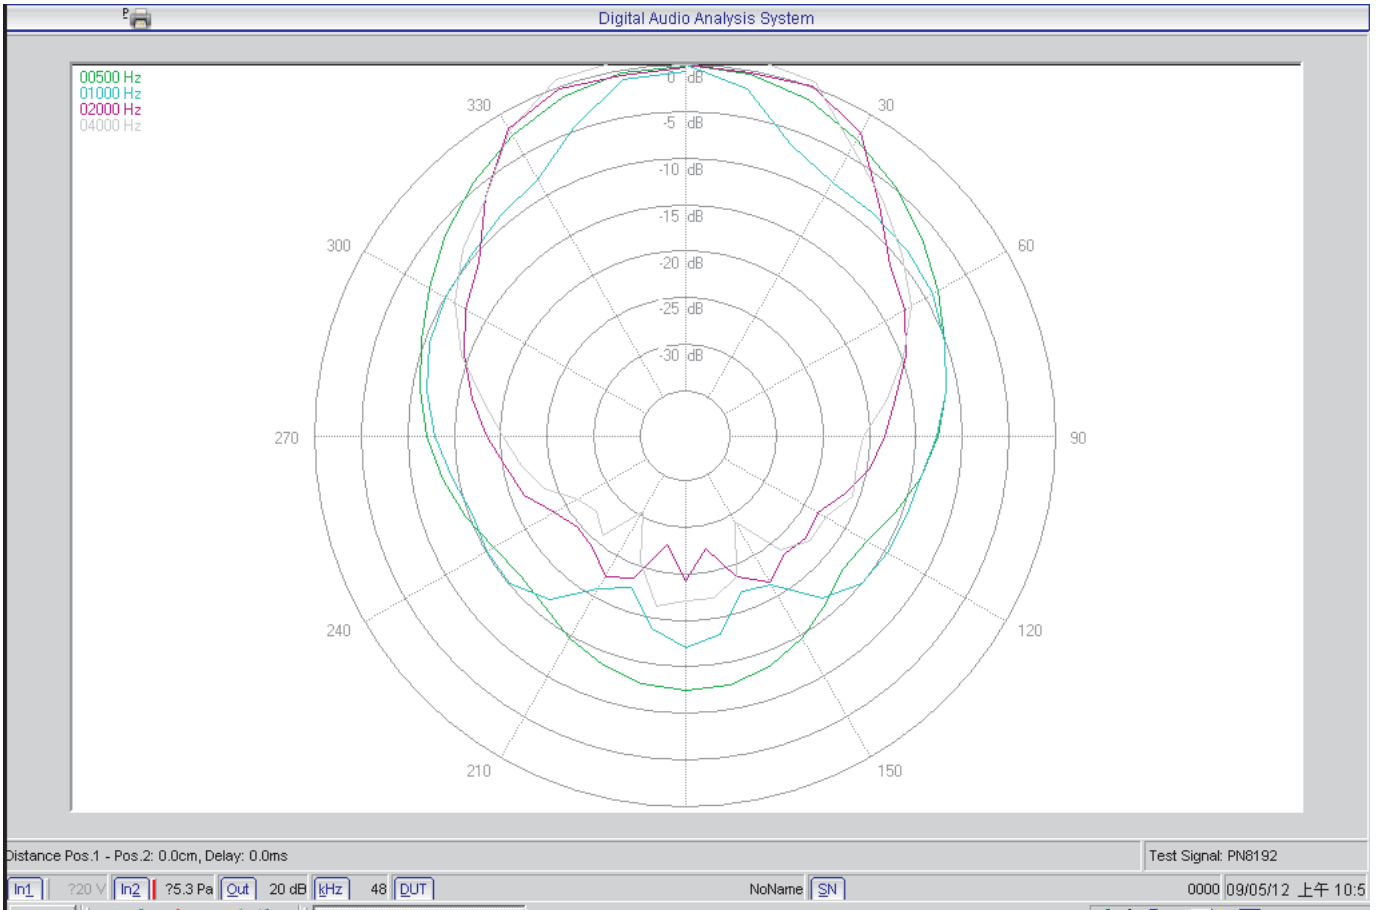 P
Digital Audio Analysis System
00500 Hz
01000 Hz
02000 Hz
04000 Hz
0 dB
330
30
-5 dB
-10 dB
-15 dB
300
60
-20 dB
-25 dB
-30 dB
270
90
240
120
210
150
Distance Pos.1 - Pos.2: 0.0cm, Delay: 0.0ms
Test Signal: PN8192
In1 ?20 V In2 ?5.3 Pa Out 20 dB kHz 48 DUT NoName SN 0000 09/05/12 上午 10:5